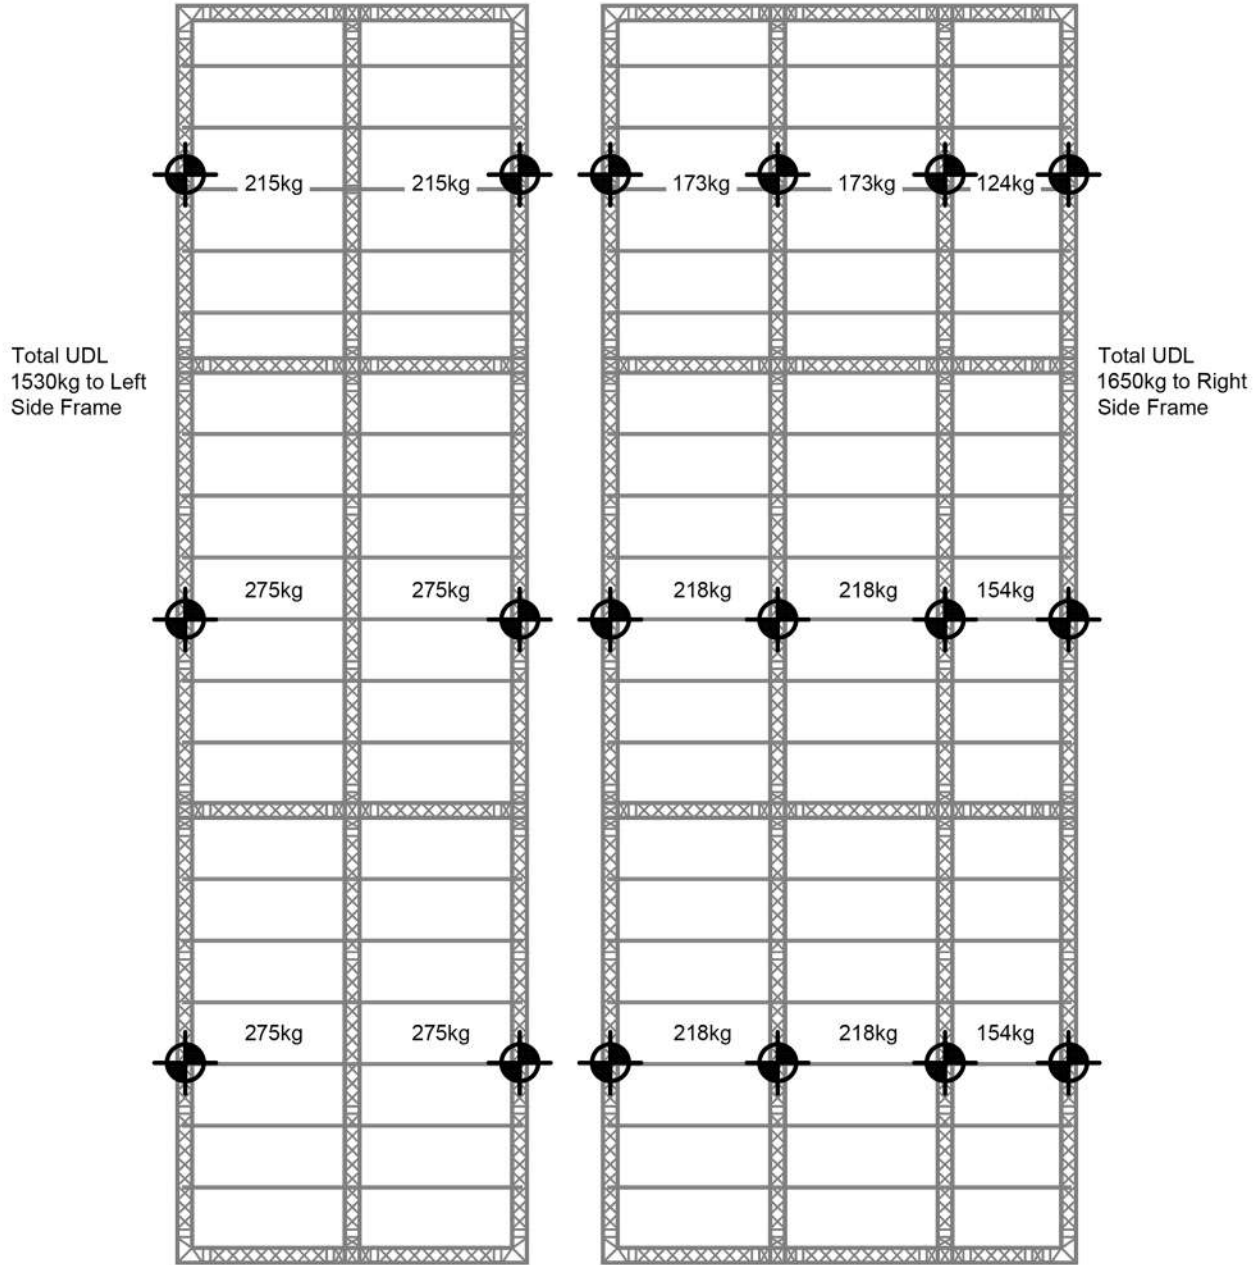 215kg 215kg 173kg 173kg 124kg
Total UDL
1530kg to Left
Side Frame
Total UDL
1650kg to Right
Side Frame
275kg 275kg 218kg 218kg 154kg
275kg 275kg 218kg 218kg 154kg